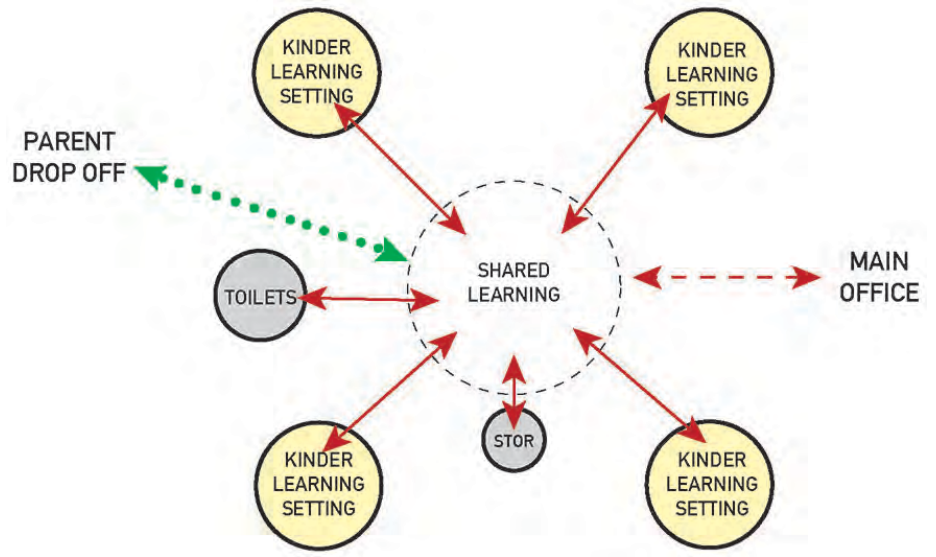 KINDER
LEARNING
SETTING
KINDER
LEARNING
SETTING
PARENT
DROP OFF
TOILETS
SHARED
LEARNING
MAIN
OFFICE
STOR
KINDER
LEARNING
SETTING
KINDER
LEARNING
SETTING